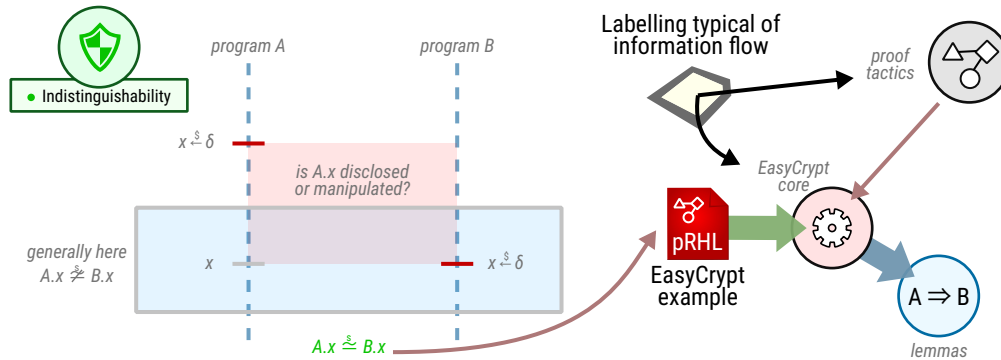 program A
program B
Labelling typical of
information flow
proof
tactics
● Indistinguishability
x $← δ
is A.x disclosed
or manipulated?
EasyCrypt
core
generally here
A.x $≄ B.x
x
x $← δ
pRHL
EasyCrypt
example
A ⇒ B
lemmas
A.x $≃ B.x